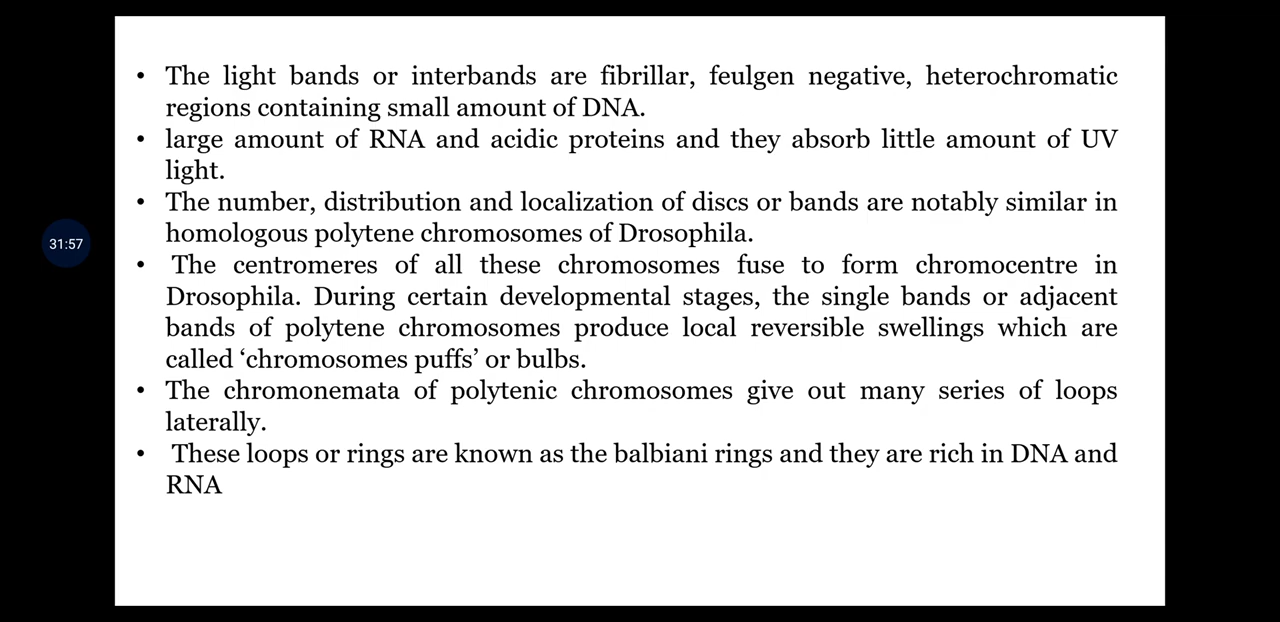 • The light bands or interbands are fibrillar, feulgen negative, heterochromatic
regions containing small amount of DNA.
• large amount of RNA and acidic proteins and they absorb little amount of UV
light.
• The number, distribution and localization of discs or bands are notably similar in
homologous polytene chromosomes of Drosophila.
• The centromeres of all these chromosomes fuse to form chromocentre in
Drosophila. During certain developmental stages, the single bands or adjacent
bands of polytene chromosomes produce local reversible swellings which are
called ‘chromosomes puffs’ or bulbs.
• The chromonemata of polytenic chromosomes give out many series of loops
laterally.
• These loops or rings are known as the balbiani rings and they are rich in DNA and
RNA
31:57